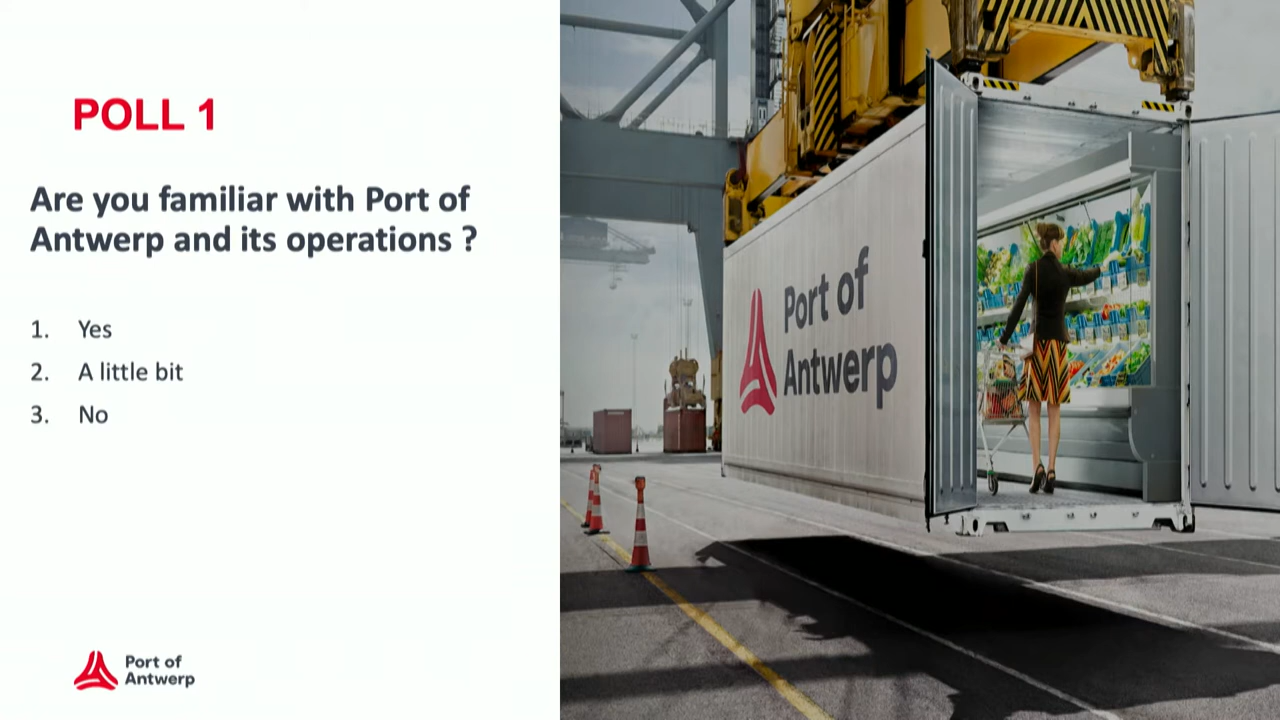 POLL 1
Are you familiar with Port of
Antwerp and its operations ?
1. Yes
2. A little bit
3. No
Port of
Antwerp
Port of
Antwerp